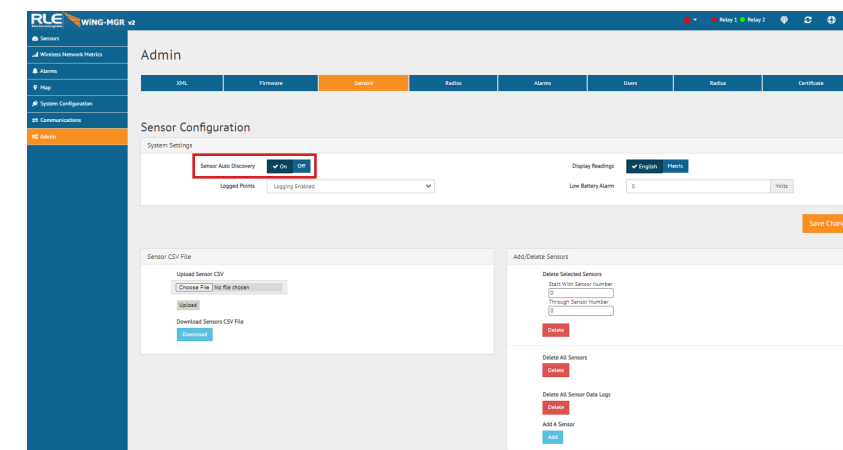 RLE WiNG-MGR v2
Technologies
Relay 1 Relay 2
Sensors
Wireless Network Metrics
Alarms
Map
System Configuration
Communications
Admin
Admin
XML Firmware Sensors Radios Alarms Users Radius Certificate
Sensor Configuration
System Settings
Sensor Auto Discovery On Off Display Readings English Metric
Logged Points Logging Enabled Low Battery Alarm 0 Volts
Save Chan
Sensor CSV File
Upload Sensor CSV
Choose File No file chosen
Upload
Download Sensors CSV File
Download
Add/Delete Sensors
Delete Selected Sensors
Start With Sensor Number
0
Through Sensor Number
0
Delete
Delete All Sensors
Delete
Delete All Sensor Data Logs
Delete
Add A Sensor
Add